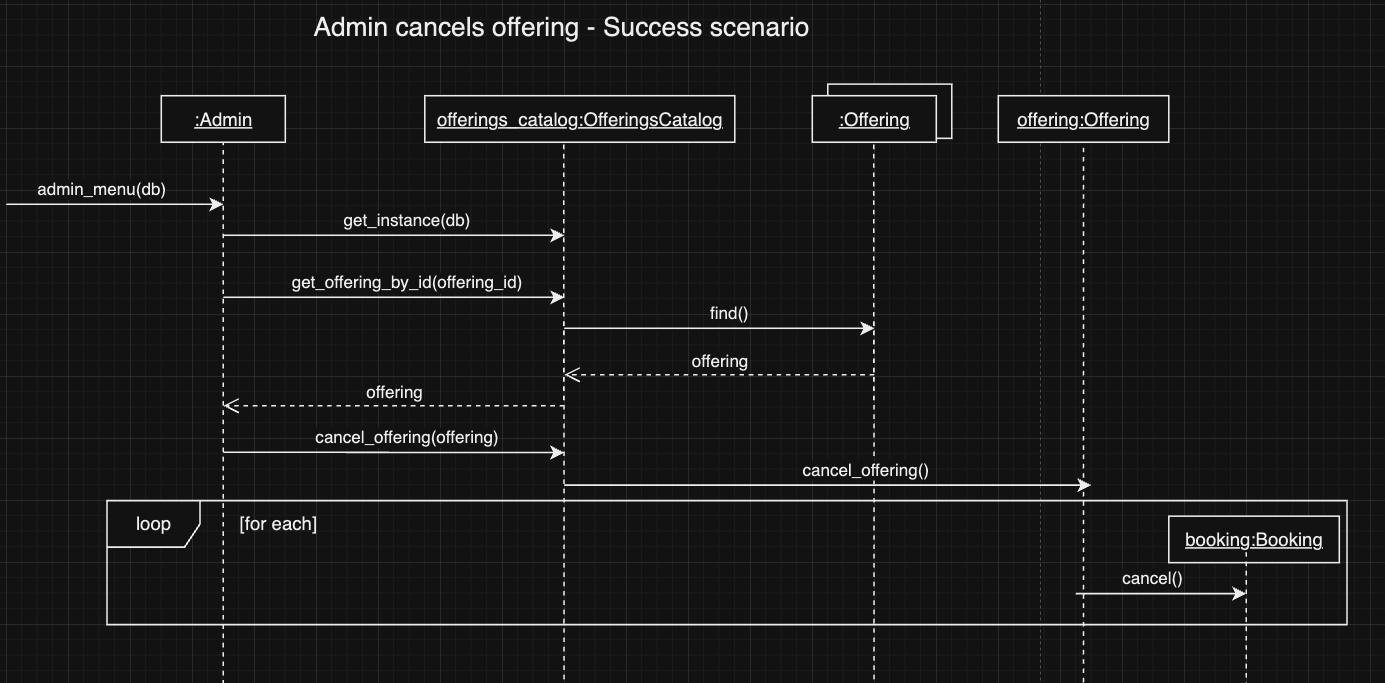 Admin cancels offering - Success scenario
:Admin
offerings_catalog:OfferingsCatalog
:Offering
offering:Offering
admin_menu(db)
get_instance(db)
get_offering_by_id(offering_id)
find()
offering
offering
cancel_offering(offering)
cancel_offering()
loop
[for each]
booking:Booking
cancel()